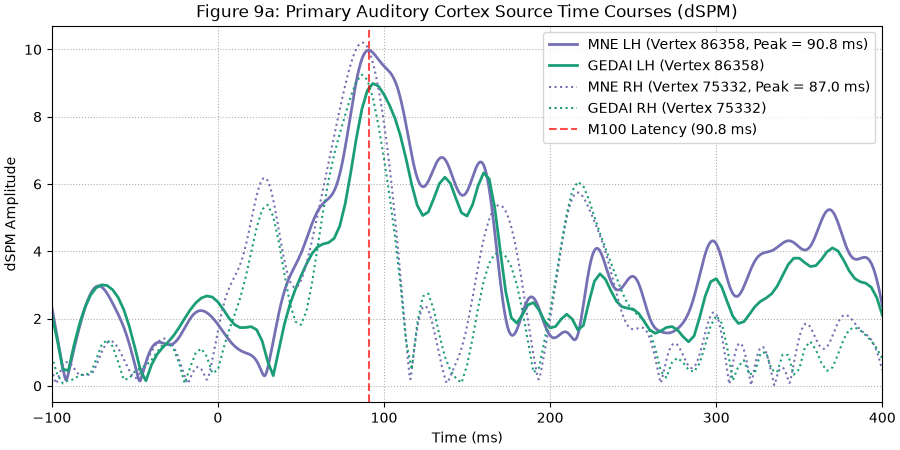 Figure 9a: Primary Auditory Cortex Source Time Courses (dSPM)
dSPM Amplitude
10
8
6
4
2
0
MNE LH (Vertex 86358, Peak = 90.8 ms)
GEDAI LH (Vertex 86358)
MNE RH (Vertex 75332, Peak = 87.0 ms)
GEDAI RH (Vertex 75332)
M100 Latency (90.8 ms)
−100 0 100 200 300 400
Time (ms)